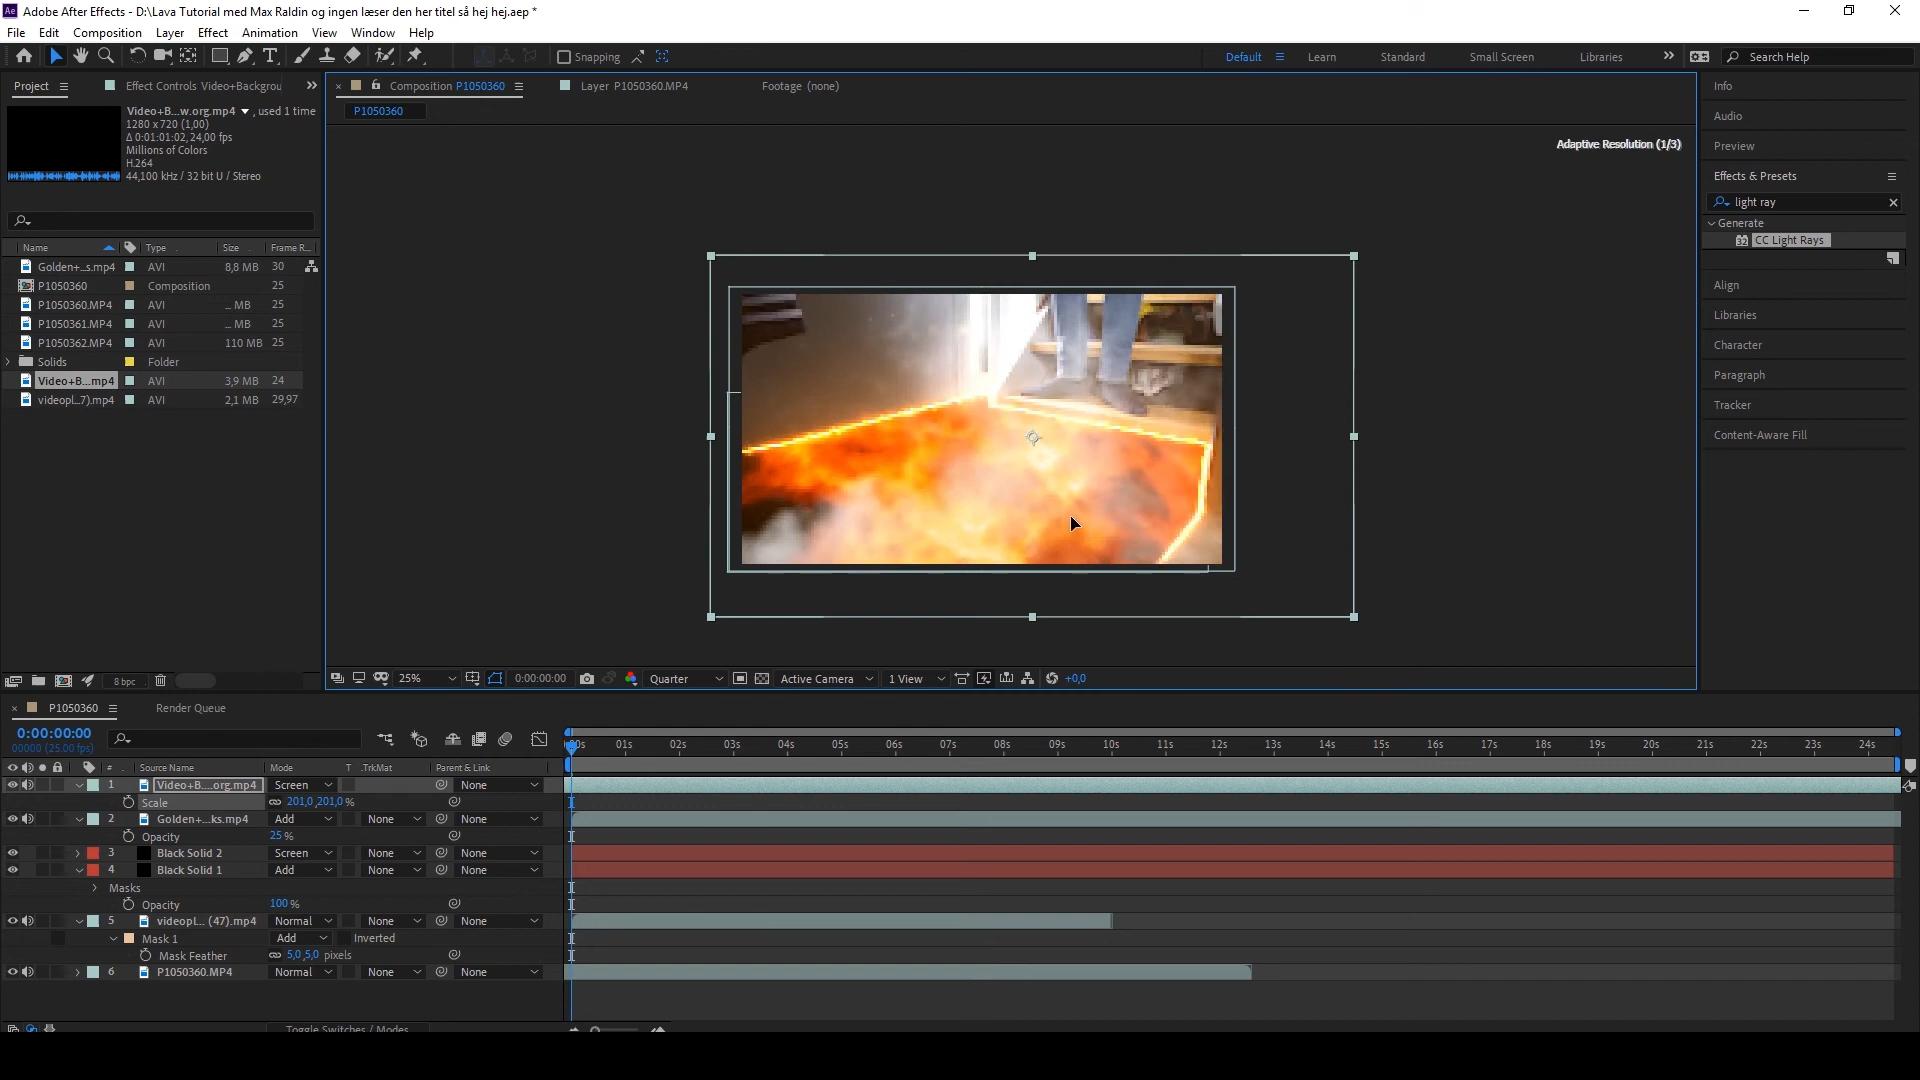 Adobe After Effects - D:\Lava Tutorial med Max Raldin og ingen læser den her titel så hej hej.aep *
File Edit Composition Layer Effect Animation View Window Help
Snapping
Default Learn Standard Small Screen Libraries Search Help
Project Effect Controls Video+Backgrou
Composition P1050360 Layer P1050360.MP4 Footage (none)
P1050360
Video+B...w.org.mp4 , used 1 time
1280 x 720 (1,00)
Δ 0:01:01:02, 24,00 fps
Millions of Colors
H.264
44,100 kHz / 32 bit U / Stereo
Adaptive Resolution (1/3)
Info
Audio
Preview
Effects & Presets
light ray
Generate
32 CC Light Rays
Align
Libraries
Character
Paragraph
Tracker
Content-Aware Fill
Name Type Size Frame R...
Golden+...s.mp4 AVI 8,8 MB 30
P1050360 Composition 25
P1050360.MP4 AVI ... MB 25
P1050361.MP4 AVI ... MB 25
P1050362.MP4 AVI 110 MB 25
Solids Folder
Video+B...mp4 AVI 3,9 MB 24
videopl...7).mp4 AVI 2,1 MB 29,97
8 bpc
25% 0:00:00:00 Quarter Active Camera 1 View +0,0
P1050360 Render Queue
0:00:00:00
00000 (25.00 fps)
00s 01s 02s 03s 04s 05s 06s 07s 08s 09s 10s 11s 12s 13s 14s 15s 16s 17s 18s 19s 20s 21s 22s 23s 24s
# Source Name Mode T .TrkMat Parent & Link
1 Video+B....org.mp4 Screen None
Scale 201,0,201,0 %
2 Golden+...ks.mp4 Add None None
Opacity 25 %
3 Black Solid 2 Screen None None
4 Black Solid 1 Add None None
Masks
Opacity 100 %
5 videopl... (47).mp4 Normal None None
Mask 1 Add Inverted
Mask Feather 5,0,5,0 pixels
6 P1050360.MP4 Normal None None
Toggle Switches / Modes